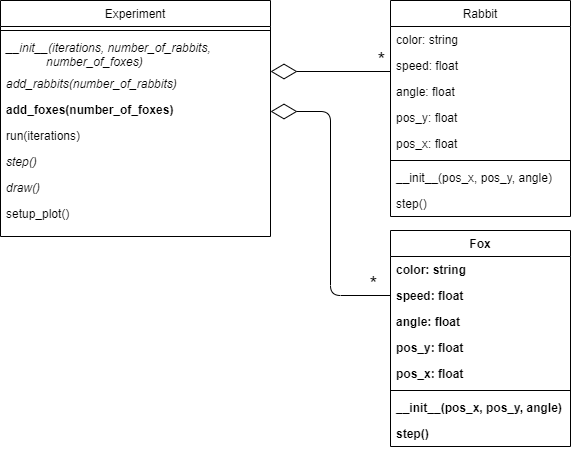 Experiment
__init__(iterations, number_of_rabbits,
number_of_foxes)
add_rabbits(number_of_rabbits)
add_foxes(number_of_foxes)
run(iterations)
step()
draw()
setup_plot()
*
Rabbit
color: string
speed: float
angle: float
pos_y: float
pos_x: float
__init__(pos_x, pos_y, angle)
step()
*
Fox
color: string
speed: float
angle: float
pos_y: float
pos_x: float
__init__(pos_x, pos_y, angle)
step()